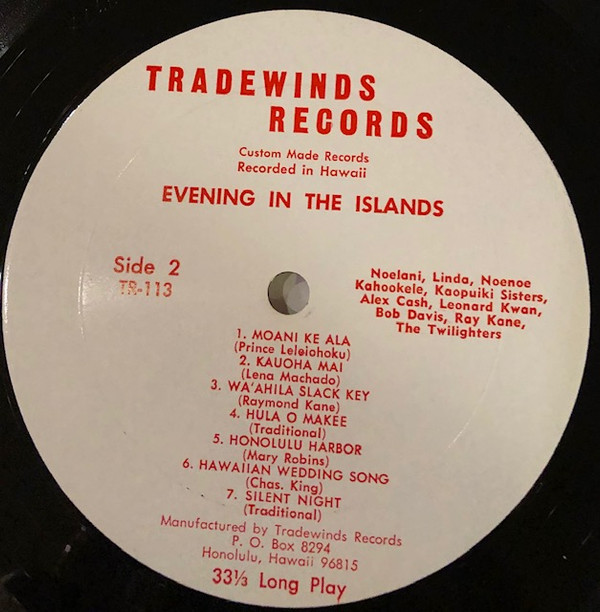 TRADEWINDS
RECORDS
Custom Made Records
Recorded in Hawaii
EVENING IN THE ISLANDS
Side 2
TR-113
Noelani, Linda, Noenoe
Kahookele, Kaopuiki Sisters,
Alex Cash, Leonard Kwan,
Bob Davis, Ray Kane,
The Twilighters
1. MOANI KE ALA
(Prince Leleiohoku)
2. KAUOHA MAI
(Lena Machado)
3. WA'AHILA SLACK KEY
(Raymond Kane)
4. HULA O MAKEE
(Traditional)
5. HONOLULU HARBOR
(Mary Robins)
6. HAWAIIAN WEDDING SONG
(Chas. King)
7. SILENT NIGHT
(Traditional)
Manufactured by Tradewinds Records
P. O. Box 8294
Honolulu, Hawaii 96815
33⅓ Long Play